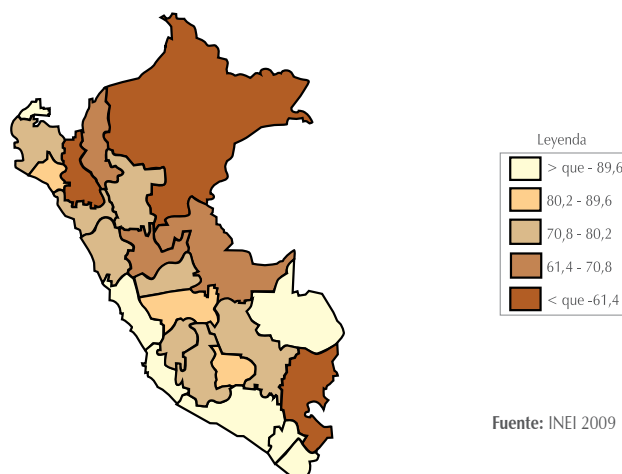 Leyenda
> que - 89,6
80,2 - 89,6
70,8 - 80,2
61,4 - 70,8
< que -61,4
Fuente: INEI 2009